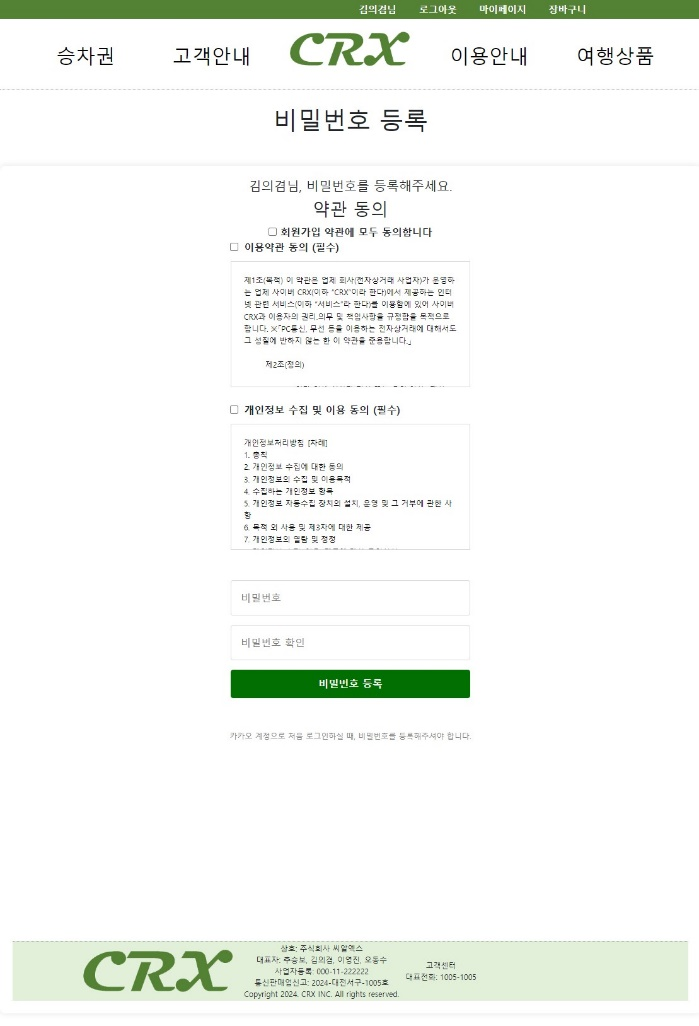 김의겸님 로그아웃 마이페이지 장바구니
승차권 고객안내 CRX 이용안내 여행상품
비밀번호 등록
김의겸님, 비밀번호를 등록해주세요.
약관 동의
회원가입 약관에 모두 동의합니다
이용약관 동의 (필수)
제1조(목적) 이 약관은 업체 회사(전자상거래 사업자)가 운영하
는 업체 사이버 CRX(이하 "CRX"이라 한다)에서 제공하는 인터
넷 관련 서비스(이하 "서비스"라 한다)를 이용함에 있어 사이버
CRX과 이용자의 권리.의무 및 책임사항을 규정함을 목적으로
합니다. ※「PC통신, 무선 등을 이용하는 전자상거래에 대해서도
그 성질에 반하지 않는 한 이 약관을 준용합니다.」
제2조(정의)
개인정보 수집 및 이용 동의 (필수)
개인정보처리방침 [차례]
1. 총칙
2. 개인정보 수집에 대한 동의
3. 개인정보의 수집 및 이용목적
4. 수집하는 개인정보 항목
5. 개인정보 자동수집 장치의 설치, 운영 및 그 거부에 관한 사
항
6. 목적 외 사용 및 제3자에 대한 제공
7. 개인정보의 열람 및 정정
비밀번호
비밀번호 확인
비밀번호 등록
카카오 계정으로 처음 로그인하실 때, 비밀번호를 등록해주셔야 합니다.
CRX
상호: 주식회사 씨알엑스
대표자: 주승보, 김의겸, 이영진, 오동수
사업자등록: 000-11-222222
통신판매업신고: 2024-대전서구-1005호
Copyright 2024. CRX INC. All rights reserved.
고객센터
대표전화: 1005-1005